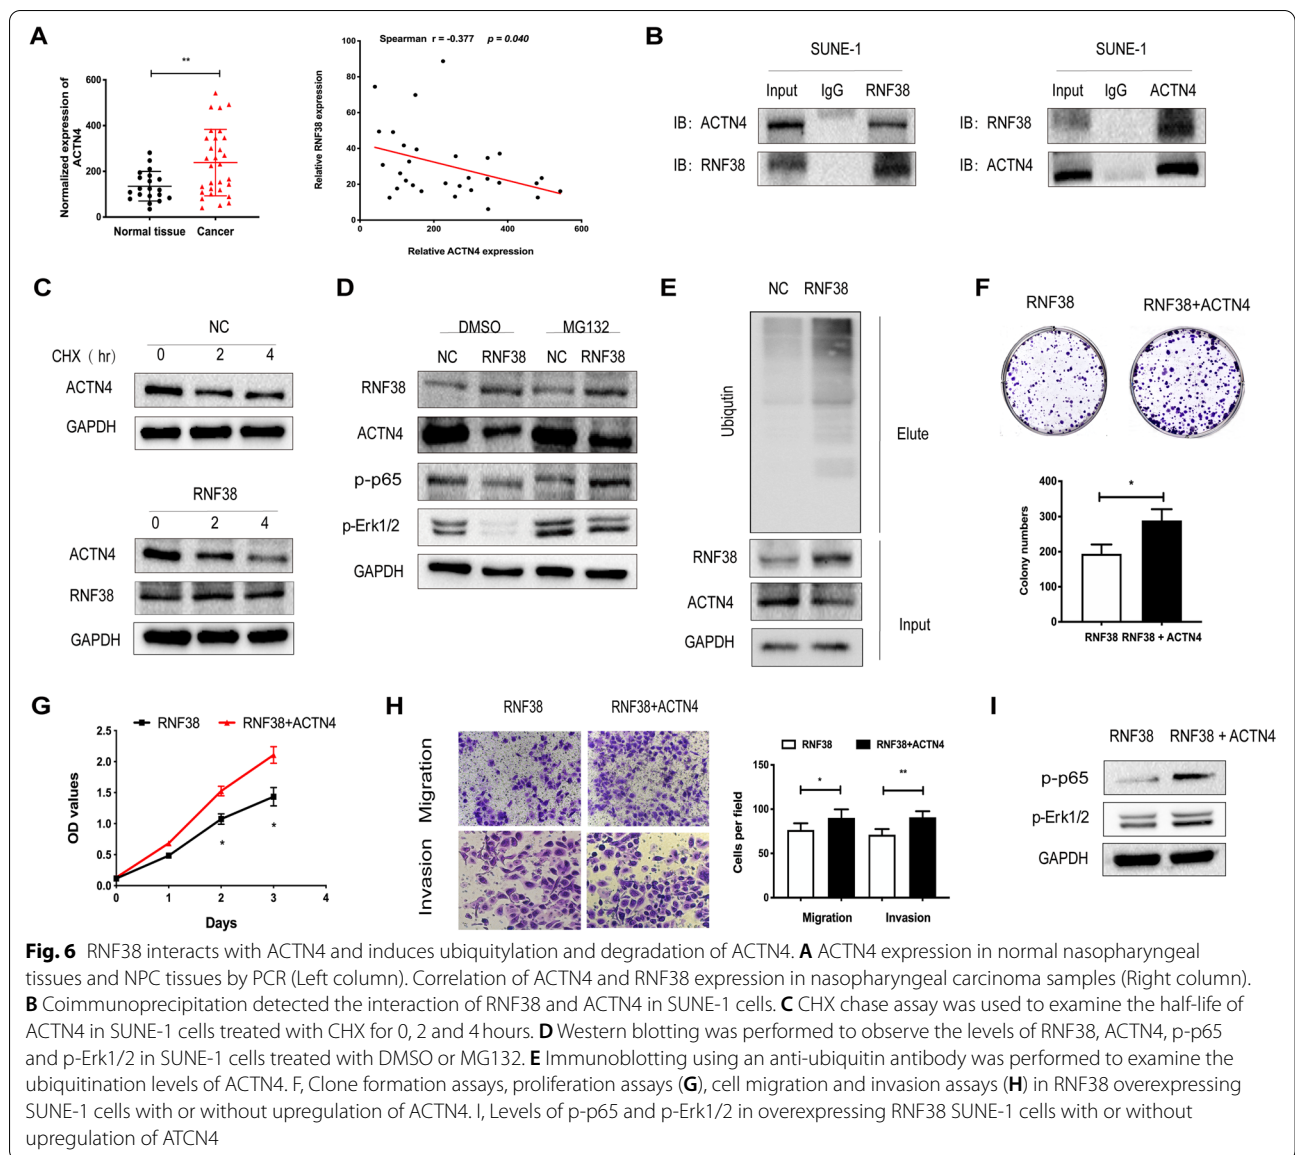 A
**
Normalized expression of
ACTN4
600
400
200
0
Normal tissue
Cancer
Spearman r = -0.377 p = 0.040
Relative RNF38 expression
100
80
60
40
20
0
0
200
400
600
Relative ACTN4 expression
B
SUNE-1
Input IgG RNF38
IB: ACTN4
IB: RNF38
SUNE-1
Input IgG ACTN4
IB: RNF38
IB: ACTN4
C
NC
CHX ( hr) 0 2 4
ACTN4
GAPDH
RNF38
0 2 4
ACTN4
RNF38
GAPDH
D
DMSO MG132
NC RNF38 NC RNF38
RNF38
ACTN4
p-p65
p-Erk1/2
GAPDH
E
NC RNF38
Ubiqutin
Elute
RNF38
ACTN4
GAPDH
Input
F
RNF38
RNF38+ACTN4
Colony numbers
400
300
200
100
0
*
RNF38 RNF38 + ACTN4
G
RNF38 RNF38+ACTN4
OD values
2.5
2.0
1.5
1.0
0.5
0.0
*
*
0 1 2 3 4
Days
H
RNF38 RNF38+ACTN4
Migration
Invasion
RNF38 RNF38+ACTN4
Cells per field
150
100
50
0
*
**
Migration Invasion
I
RNF38 RNF38 + ACTN4
p-p65
p-Erk1/2
GAPDH
Fig. 6 RNF38 interacts with ACTN4 and induces ubiquitylation and degradation of ACTN4. A ACTN4 expression in normal nasopharyngeal
tissues and NPC tissues by PCR (Left column). Correlation of ACTN4 and RNF38 expression in nasopharyngeal carcinoma samples (Right column).
B Coimmunoprecipitation detected the interaction of RNF38 and ACTN4 in SUNE-1 cells. C CHX chase assay was used to examine the half-life of
ACTN4 in SUNE-1 cells treated with CHX for 0, 2 and 4 hours. D Western blotting was performed to observe the levels of RNF38, ACTN4, p-p65
and p-Erk1/2 in SUNE-1 cells treated with DMSO or MG132. E Immunoblotting using an anti-ubiquitin antibody was performed to examine the
ubiquitination levels of ACTN4. F, Clone formation assays, proliferation assays (G), cell migration and invasion assays (H) in RNF38 overexpressing
SUNE-1 cells with or without upregulation of ACTN4. I, Levels of p-p65 and p-Erk1/2 in overexpressing RNF38 SUNE-1 cells with or without
upregulation of ATCN4